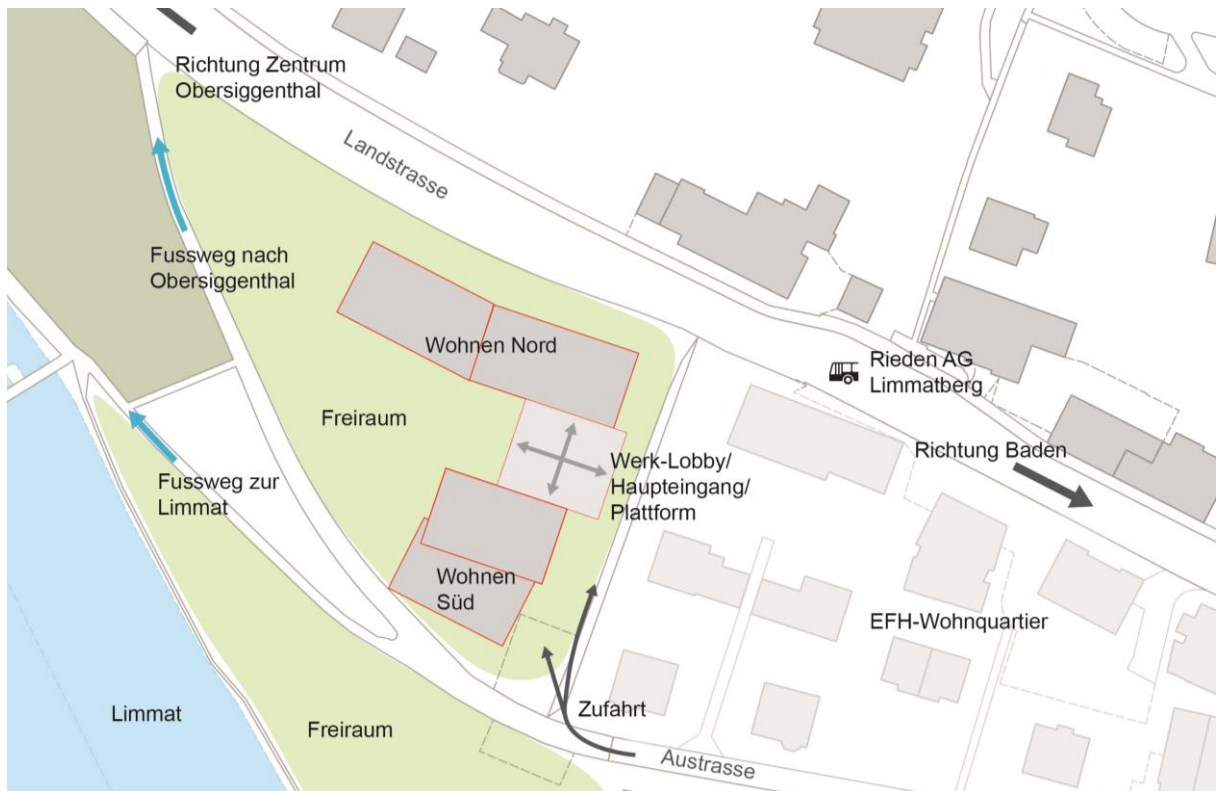 Richtung Zentrum
Obersiggenthal
Landstrasse
Fussweg nach
Obersiggenthal
Wohnen Nord
Rieden AG
Limmatberg
Freiraum
Richtung Baden
Werk-Lobby/
Haupteingang/
Plattform
Fussweg zur
Limmat
Wohnen
Süd
EFH-Wohnquartier
Limmat
Freiraum
Zufahrt
Austrasse